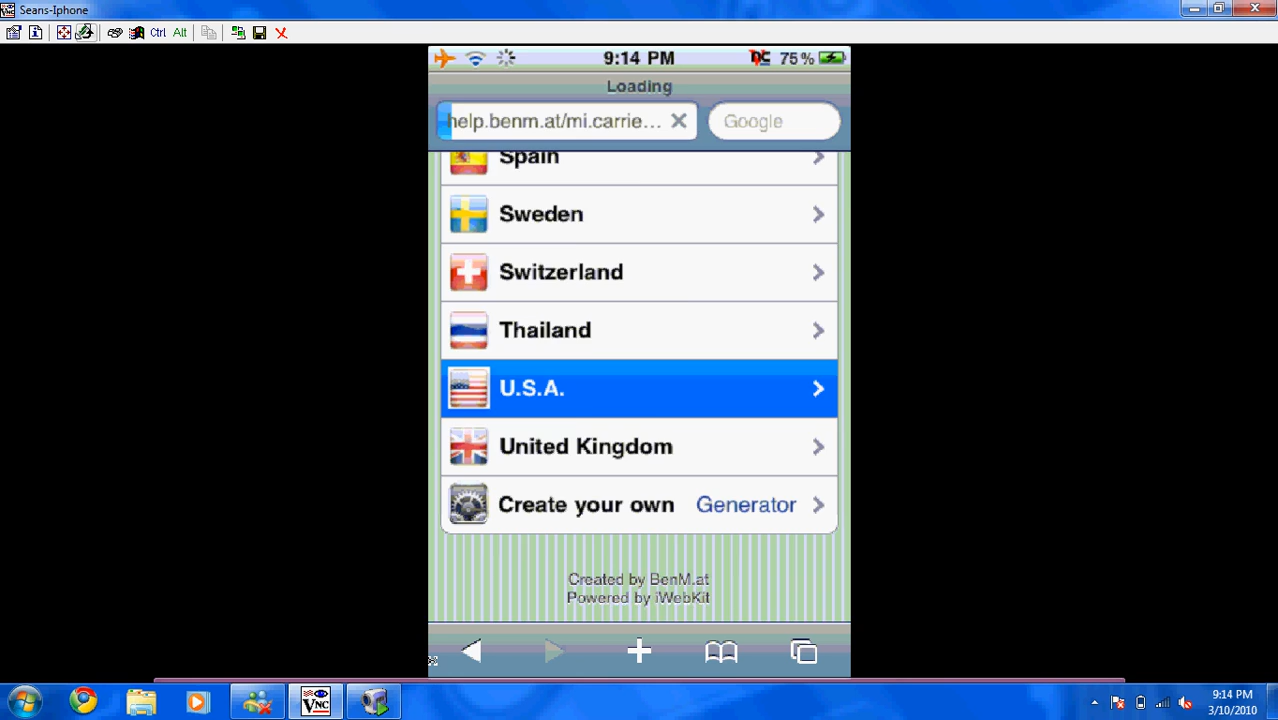 Seans-Iphone
Ctrl Alt
9:14 PM
75%
Loading
help.benm.at/mi.carrie...
Google
Spain
Sweden
Switzerland
Thailand
U.S.A.
United Kingdom
Create your own Generator
Created by BenM.at
Powered by iWebKit
VNC
9:14 PM
3/10/2010